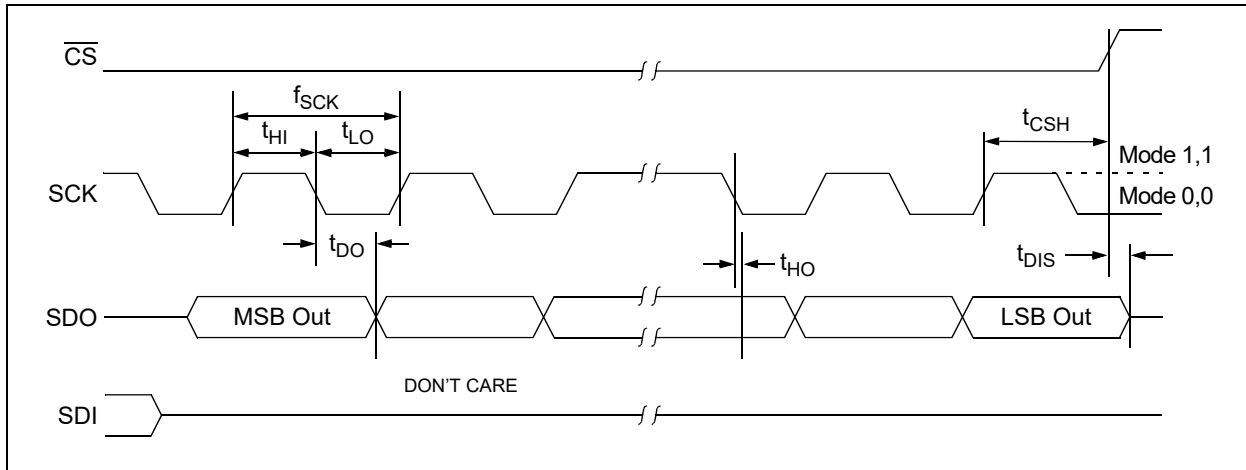 CS
fSCK
tHI tLO
tCSH
Mode 1,1
SCK
Mode 0,0
tDO
tHO
tDIS
SDO
MSB Out
LSB Out
DON'T CARE
SDI